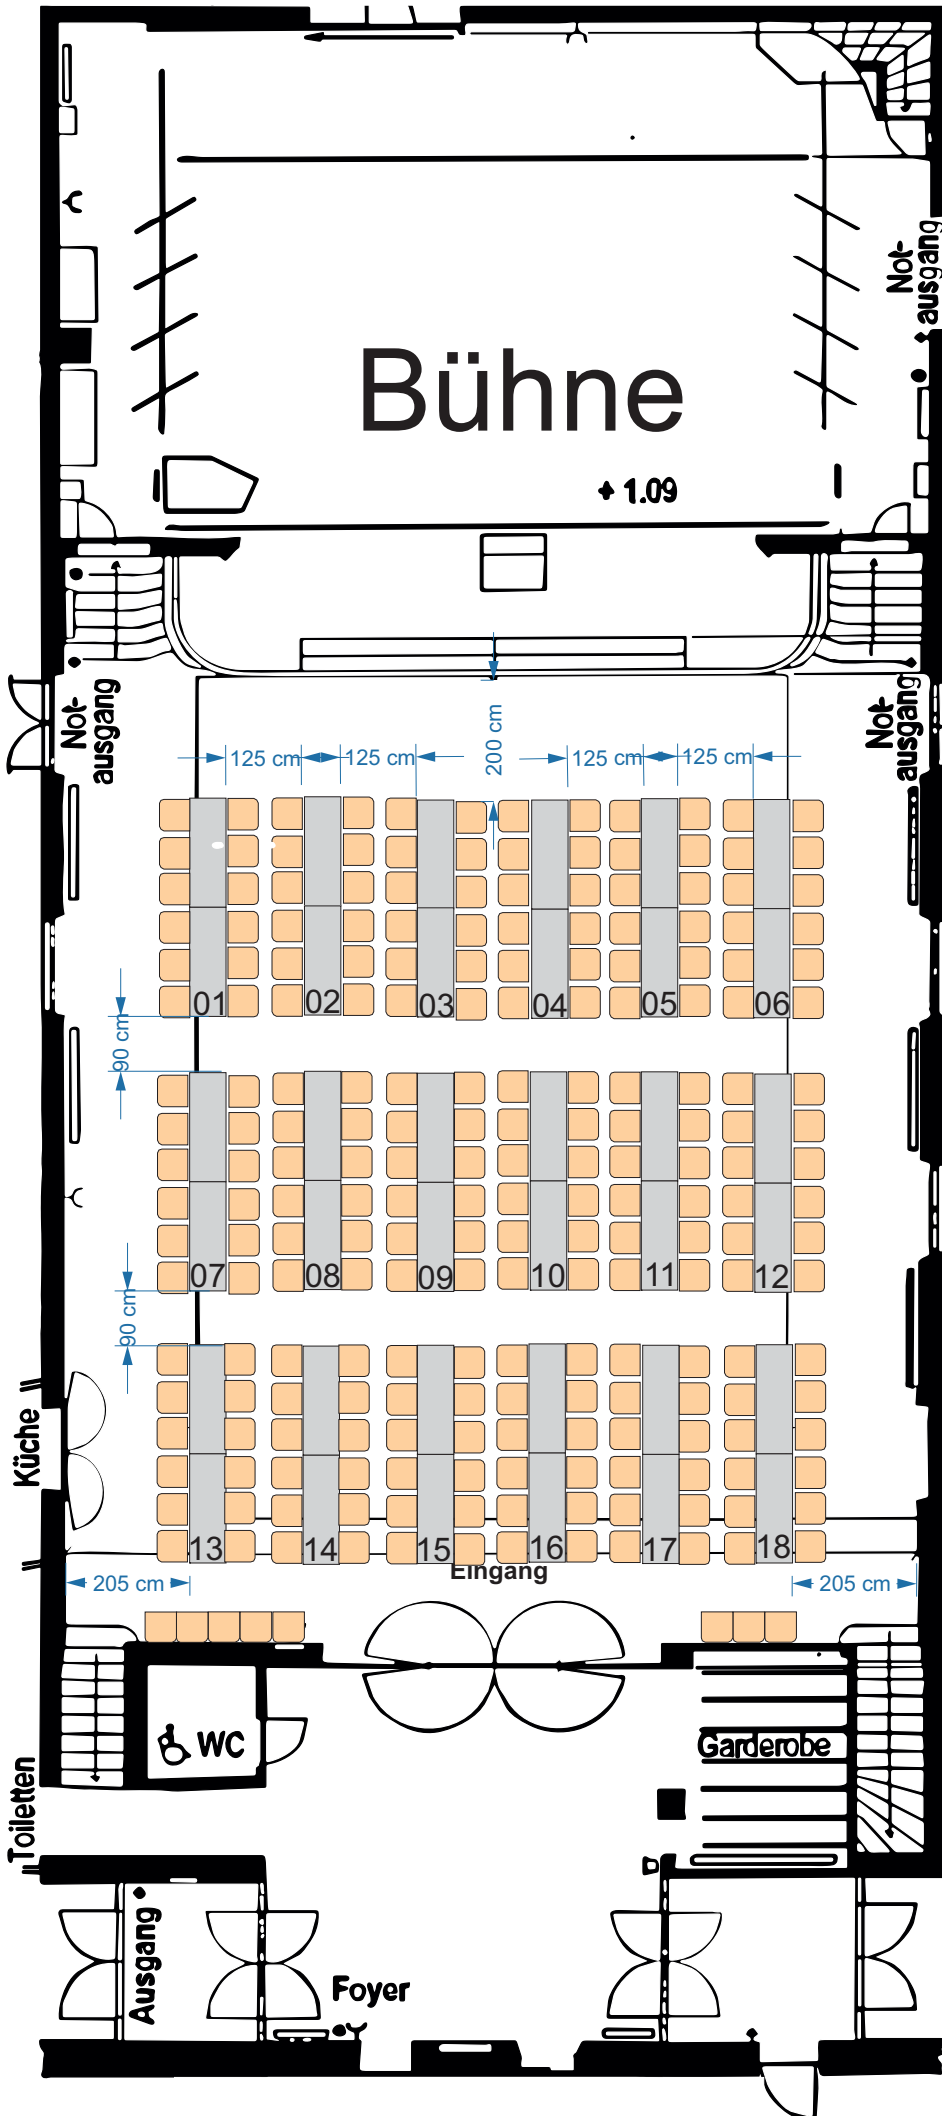 Not-
ausgang
Bühne
+ 1.09
Not-
ausgang
Not-
ausgang
125 cm
125 cm
200 cm
125 cm
125 cm
01
02
03
04
05
06
90 cm
07
08
09
10
11
12
90 cm
Küche
13
14
15
16
17
18
Eingang
205 cm
205 cm
WC
Garderobe
Toiletten
Ausgang
Foyer